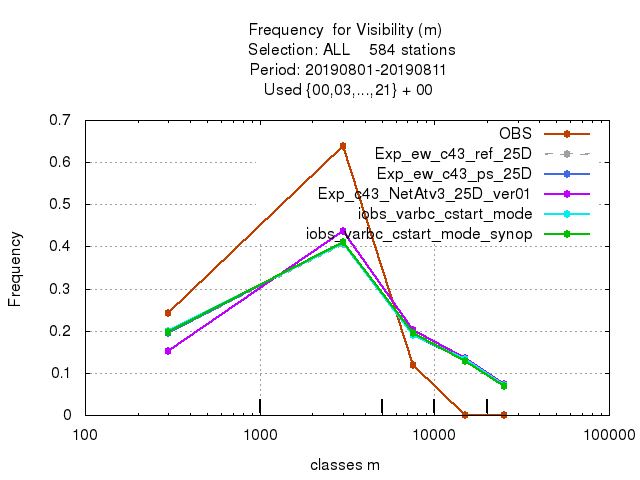 Frequency for Visibility (m)
Selection: ALL 584 stations
Period: 20190801-20190811
Used {00,03,...,21} + 00
0.7
0.6
0.5
0.4
0.3
0.2
0.1
0
Frequency
OBS
Exp_ew_c43_ref_25D
Exp_ew_c43_ps_25D
Exp_c43_NetAtv3_25D_ver01
iobs_varbc_cstart_mode
iobs_varbc_cstart_mode_synop
100
1000
10000
100000
classes m